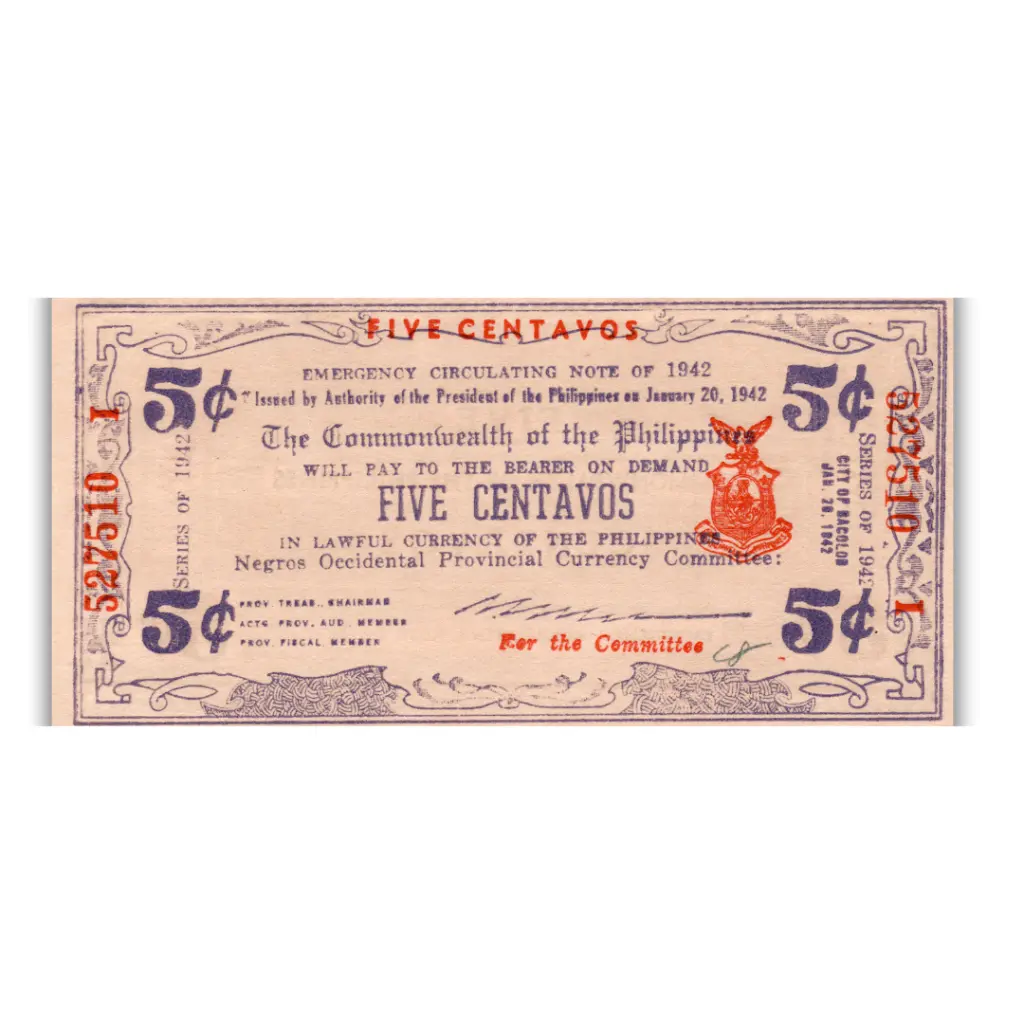 FIVE CENTAVOS
5¢
5¢
EMERGENCY CIRCULATING NOTE OF 1942
Issued by Authority of the President of the Philippines on January 20, 1942
The Commonwealth of the Philippines
WILL PAY TO THE BEARER ON DEMAND
FIVE CENTAVOS
IN LAWFUL CURRENCY OF THE PHILIPPINES
Negros Occidental Provincial Currency Committee:
527510 I
SERIES OF 1942
SERIES OF 1942
CITY OF BACOLOD
JAN. 26, 1942
527510 I
5¢
5¢
PROV. TREAS., CHAIRMAN
ACTG PROV. AUD. MEMBER
PROV. FISCAL MEMBER
For the Committee